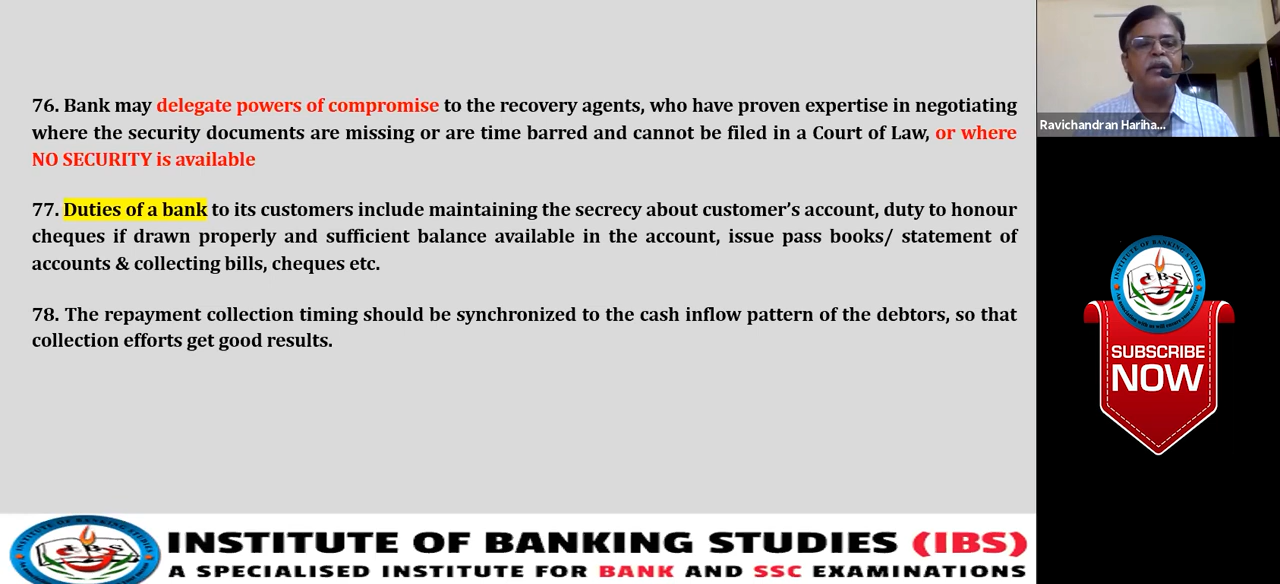 76. Bank may delegate powers of compromise to the recovery agents, who have proven expertise in negotiating
where the security documents are missing or are time barred and cannot be filed in a Court of Law, or where
NO SECURITY is available
77. Duties of a bank to its customers include maintaining the secrecy about customer’s account, duty to honour
cheques if drawn properly and sufficient balance available in the account, issue pass books/ statement of
accounts & collecting bills, cheques etc.
78. The repayment collection timing should be synchronized to the cash inflow pattern of the debtors, so that
collection efforts get good results.
Ravichandran Hariha...
INSTITUTE OF BANKING STUDIES
IBS
SUBSCRIBE
NOW
IBS
INSTITUTE OF BANKING STUDIES (IBS)
A SPECIALISED INSTITUTE FOR BANK AND SSC EXAMINATIONS